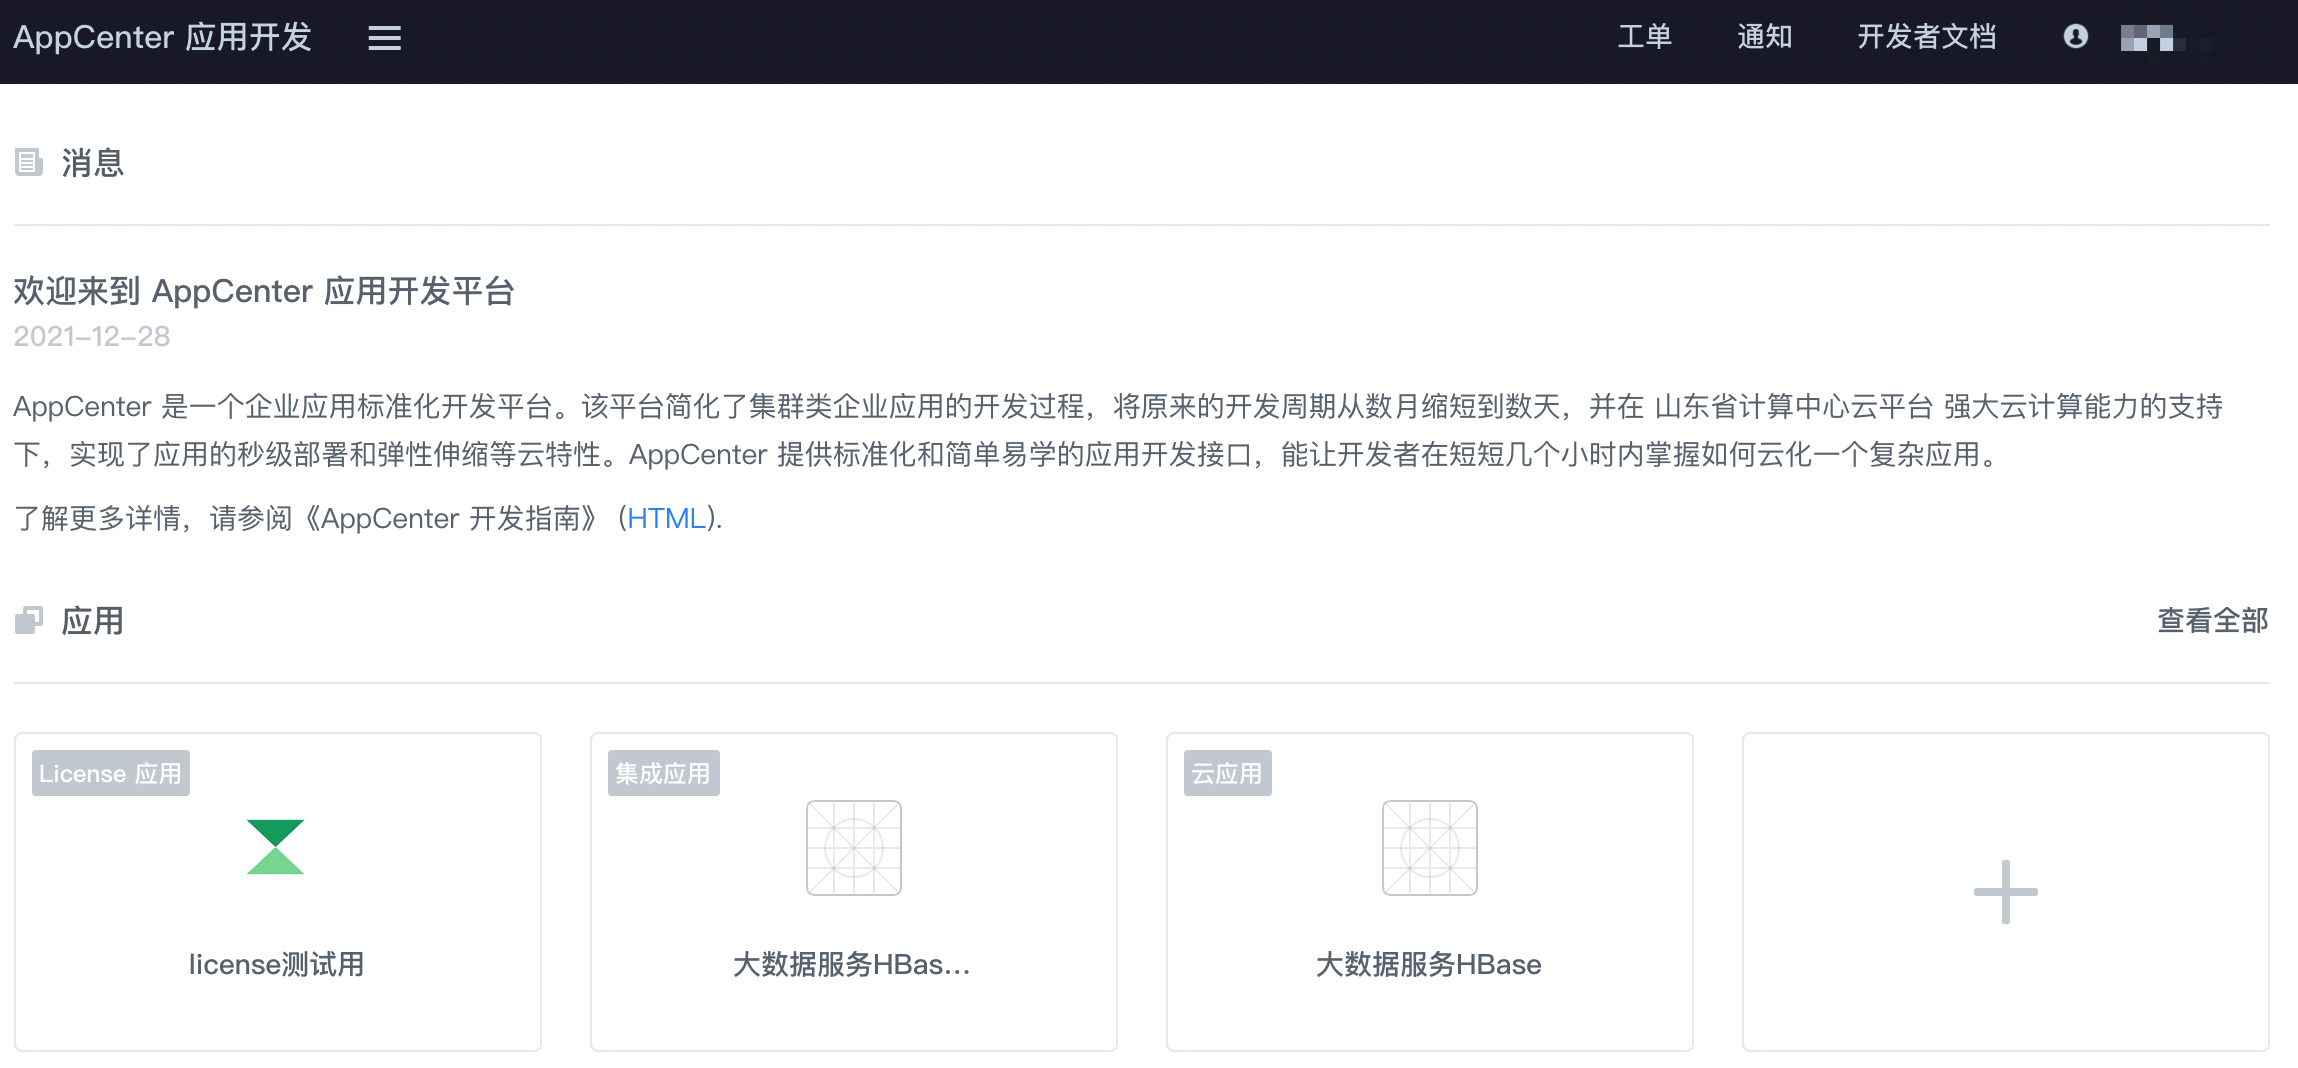 AppCenter 应用开发
工单 通知 开发者文档
消息
欢迎来到 AppCenter 应用开发平台
2021-12-28
AppCenter 是一个企业应用标准化开发平台。该平台简化了集群类企业应用的开发过程，将原来的开发周期从数月缩短到数天，并在 山东省计算中心云平台 强大云计算能力的支持
下，实现了应用的秒级部署和弹性伸缩等云特性。AppCenter 提供标准化和简单易学的应用开发接口，能让开发者在短短几个小时内掌握如何云化一个复杂应用。
了解更多详情，请参阅《AppCenter 开发指南》 (HTML).
应用
查看全部
License 应用
license测试用
集成应用
大数据服务HBas...
云应用
大数据服务HBase